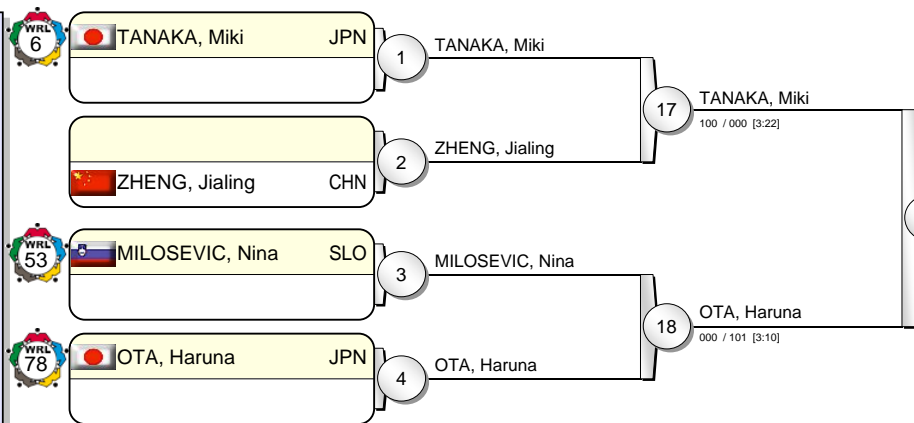 WRL
6
TANAKA, Miki JPN
1
TANAKA, Miki
17
TANAKA, Miki
100 / 000 [3:22]
ZHENG, Jialing CHN
2
ZHENG, Jialing
WRL
53
MILOSEVIC, Nina SLO
3
MILOSEVIC, Nina
18
OTA, Haruna
000 / 101 [3:10]
WRL
78
OTA, Haruna JPN
4
OTA, Haruna